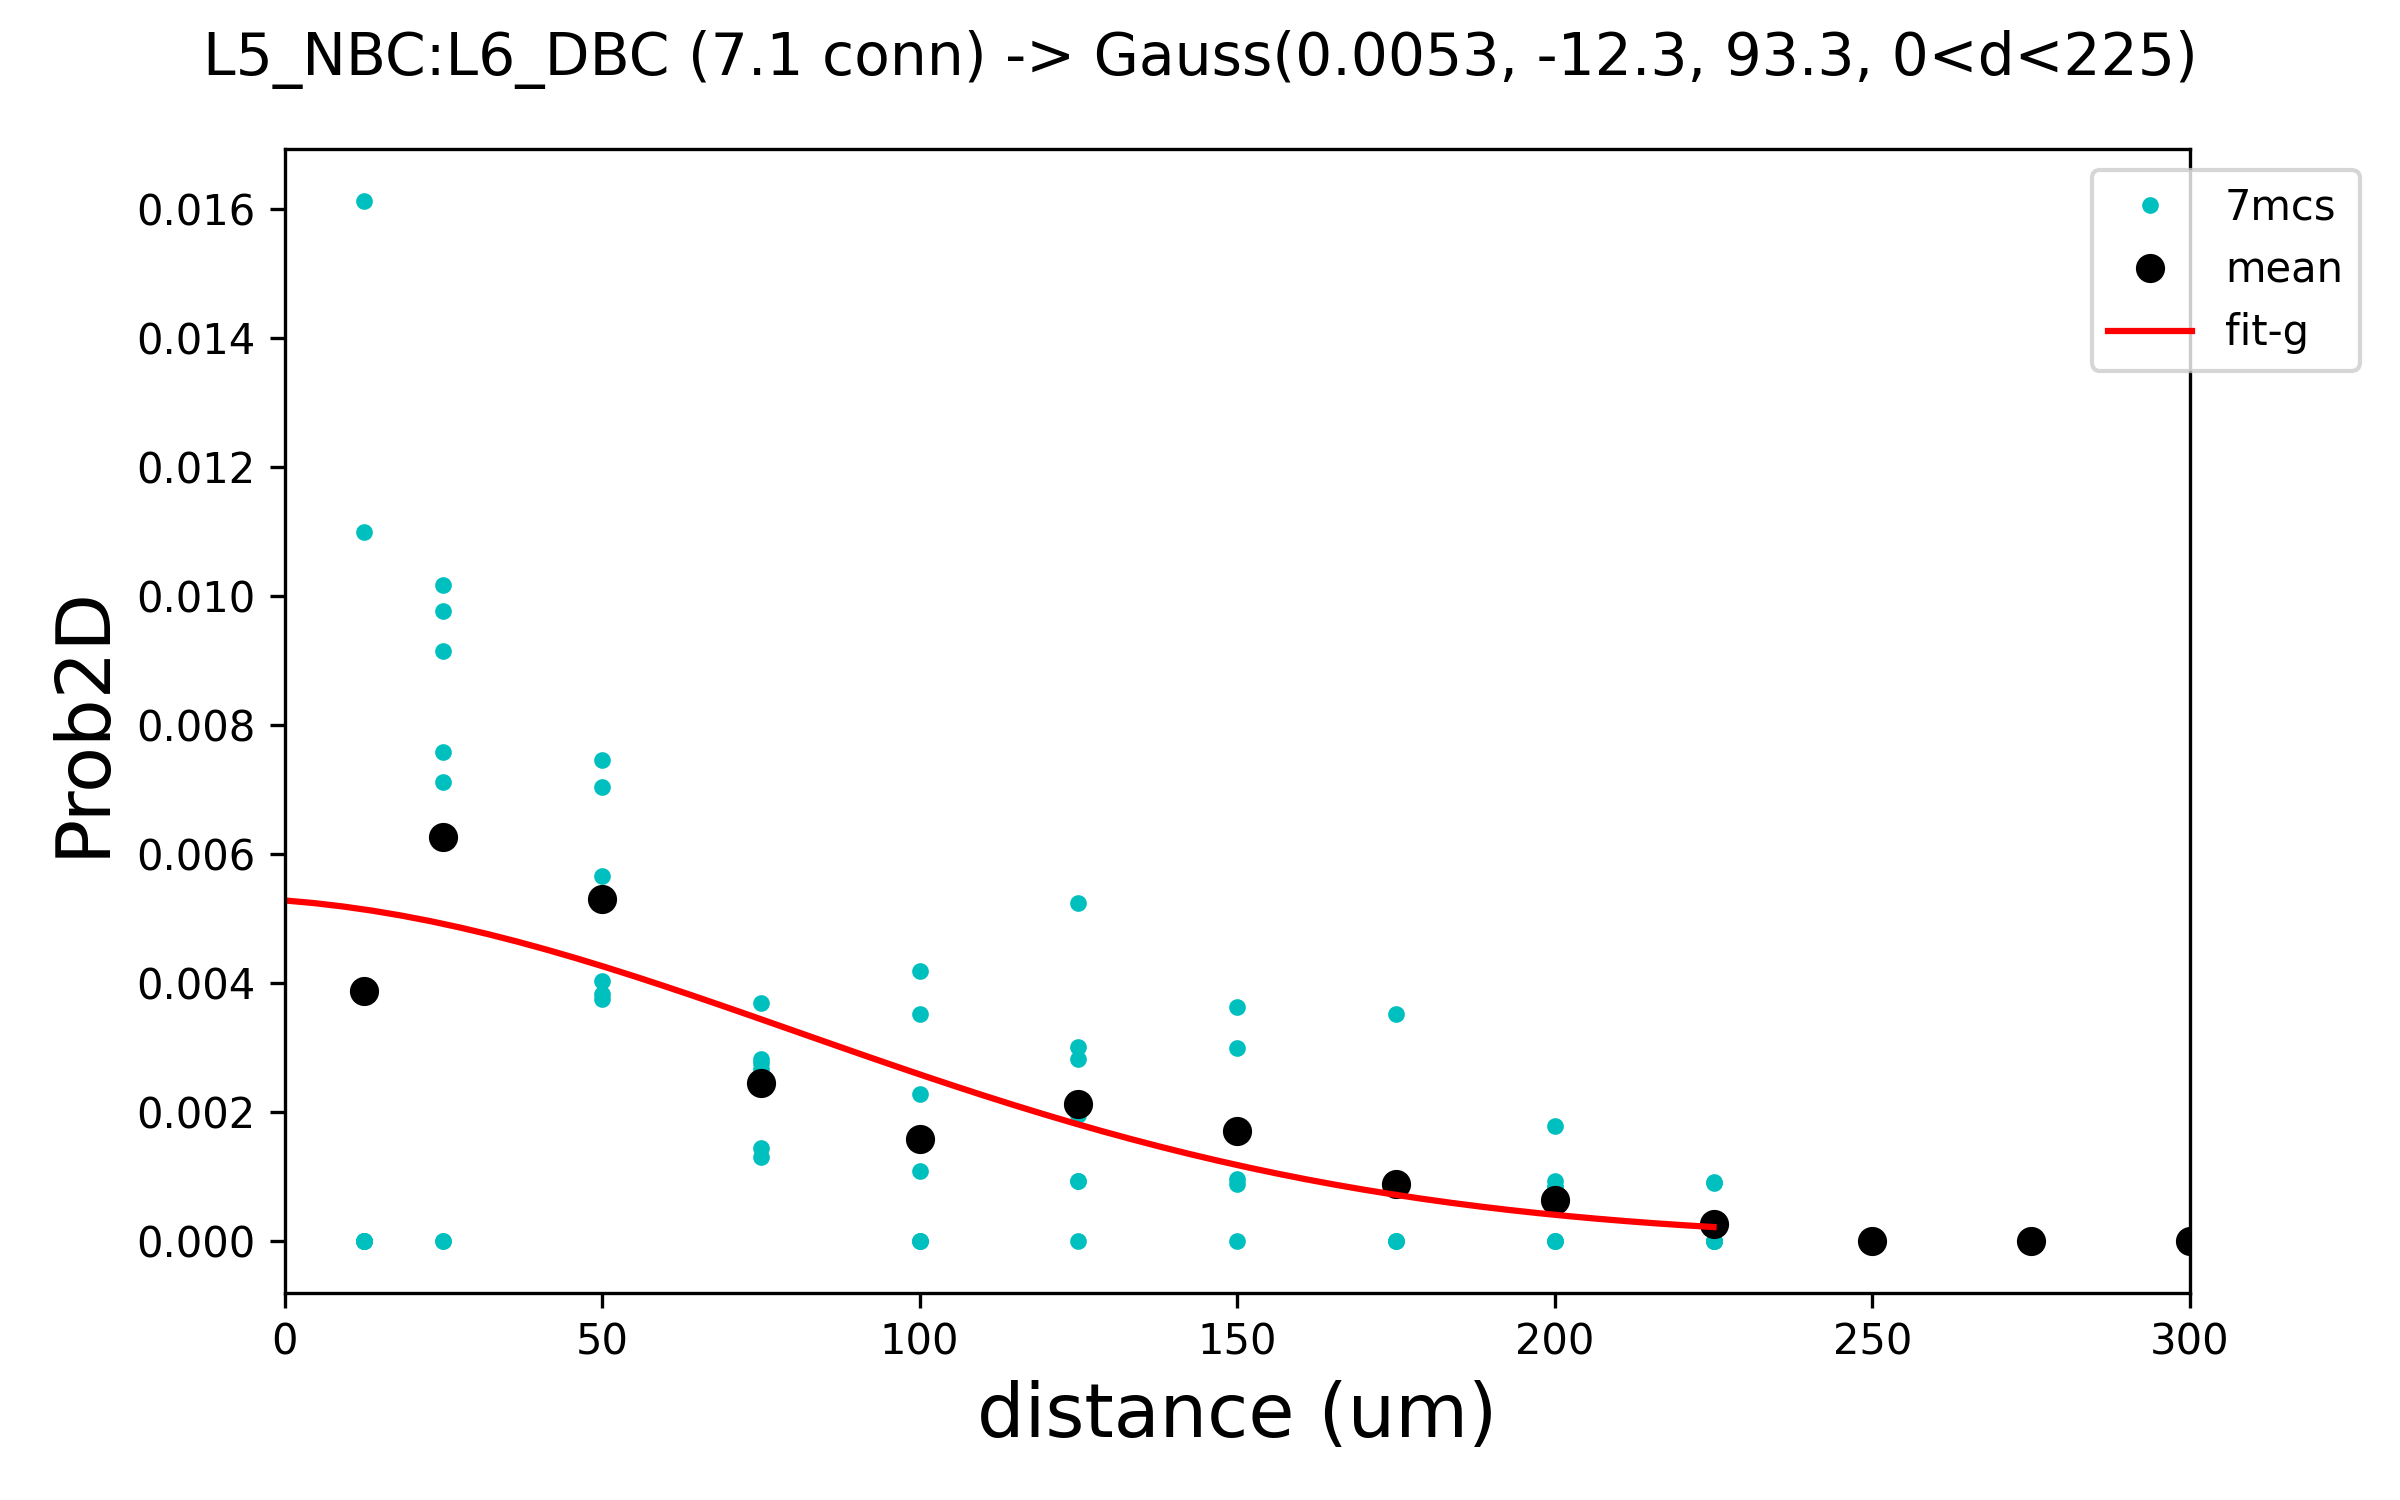 L5_NBC:L6_DBC (7.1 conn) -> Gauss(0.0053, -12.3, 93.3, 0<d<225)
7mcs
mean
fit-g
Prob2D
0.016
0.014
0.012
0.010
0.008
0.006
0.004
0.002
0.000
0 50 100 150 200 250 300
distance (um)